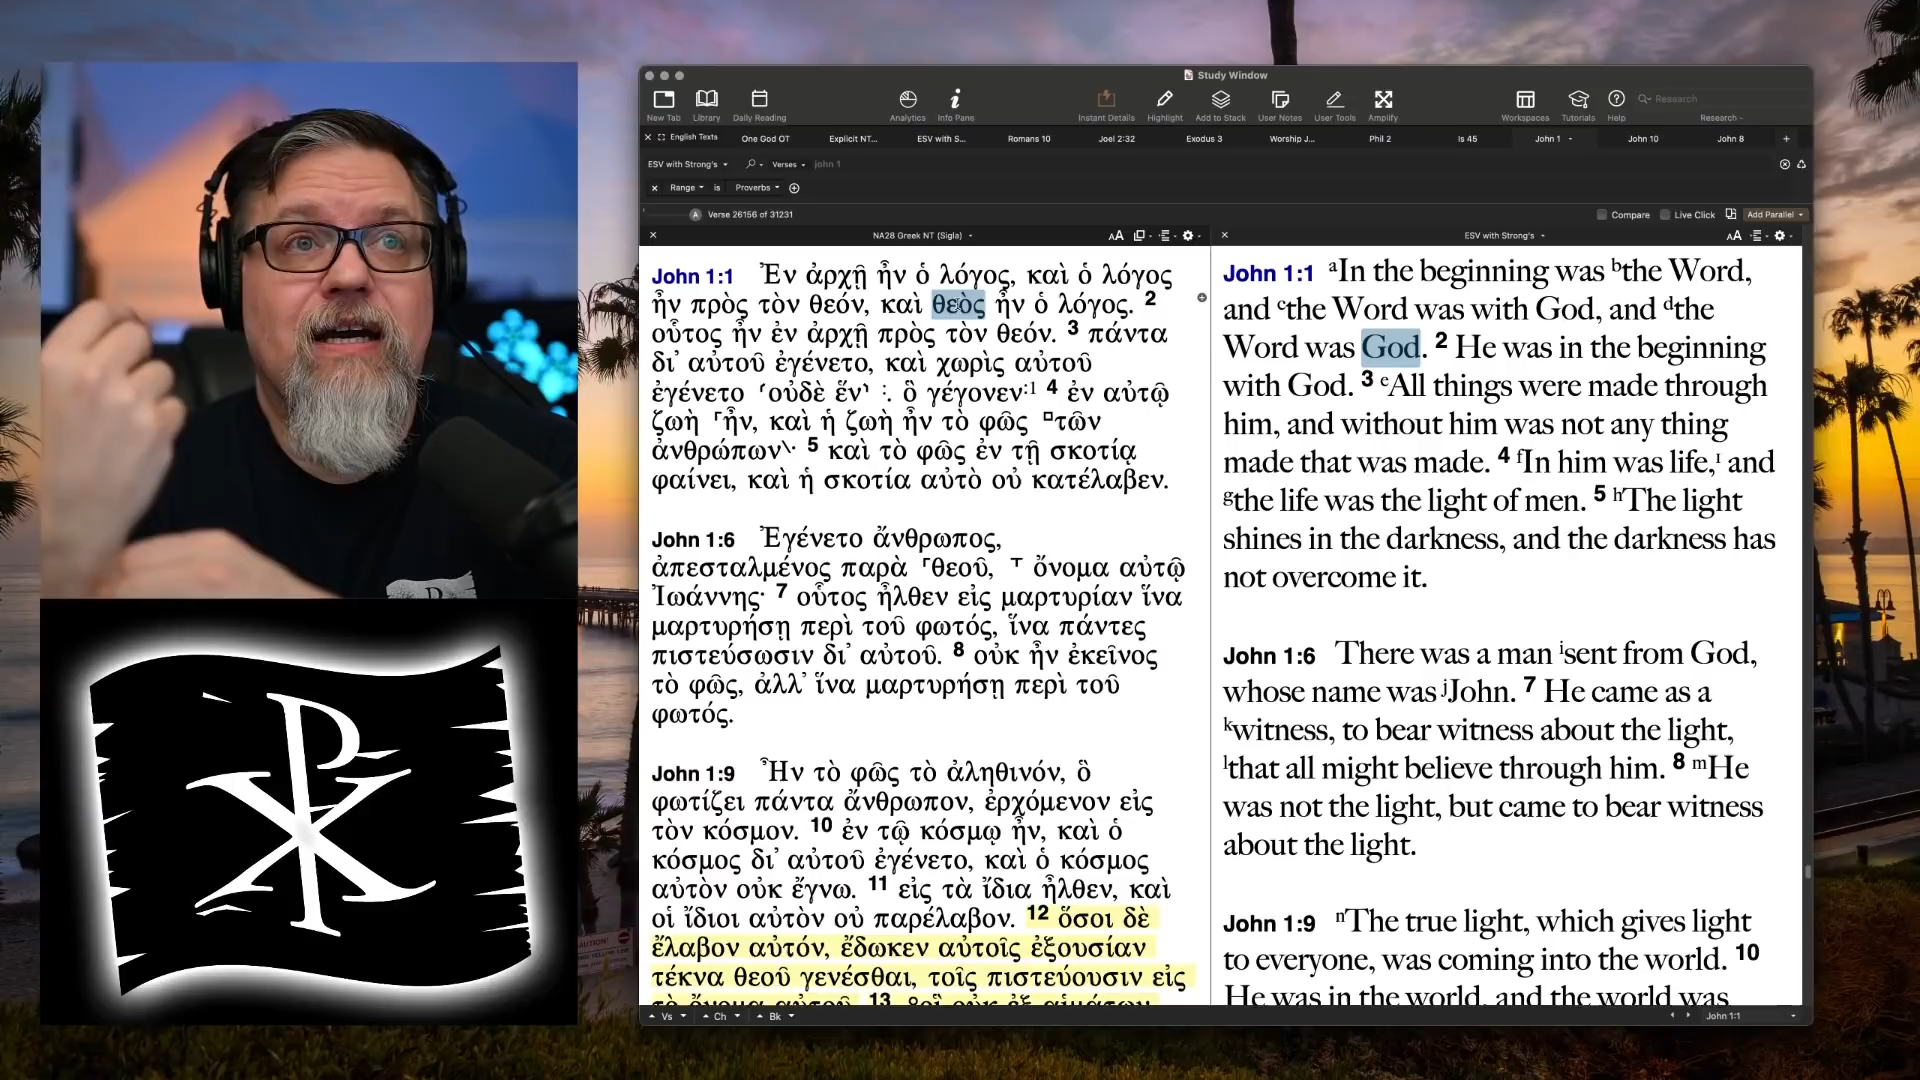 Study Window
New Tab Library Daily Reading Analytics Info Pane Instant Details Highlight Add to Stack User Notes User Tools Amplify Workspaces Tutorials Help Research
Research
English Texts One God OT Explicit NT... ESV with S... Romans 10 Joel 2:32 Exodus 3 Worship J... Phil 2 Is 45 John 1 John 10 John 8
ESV with Strong's Verses john 1
Range is Proverbs
Verse 26156 of 31231 Compare Live Click Add Parallel
NA28 Greek NT (Sigla)
John 1:1 Ἐν ἀρχῇ ἦν ὁ λόγος, καὶ ὁ λόγος
ἦν πρὸς τὸν θεόν, καὶ θεὸς ἦν ὁ λόγος. 2
οὗτος ἦν ἐν ἀρχῇ πρὸς τὸν θεόν. 3 πάντα
δι’ αὐτοῦ ἐγένετο, καὶ χωρὶς αὐτοῦ
ἐγένετο ⸂οὐδὲ ἕν⸃ ⸆. ὃ γέγονεν:1 4 ἐν αὐτῷ
ζωὴ ⸀ἦν, καὶ ἡ ζωὴ ἦν τὸ φῶς ⸋τῶν
ἀνθρώπων⸌· 5 καὶ τὸ φῶς ἐν τῇ σκοτίᾳ
φαίνει, καὶ ἡ σκοτία αὐτὸ οὐ κατέλαβεν.
John 1:6 Ἐγένετο ἄνθρωπος,
ἀπεσταλμένος παρὰ ⸀θεοῦ, ⸆ ὄνομα αὐτῷ
Ἰωάννης· 7 οὗτος ἦλθεν εἰς μαρτυρίαν ἵνα
μαρτυρήσῃ περὶ τοῦ φωτός, ἵνα πάντες
πιστεύσωσιν δι’ αὐτοῦ. 8 οὐκ ἦν ἐκεῖνος
τὸ φῶς, ἀλλ’ ἵνα μαρτυρήσῃ περὶ τοῦ
φωτός.
John 1:9 Ἦν τὸ φῶς τὸ ἀληθινόν, ὃ
φωτίζει πάντα ἄνθρωπον, ἐρχόμενον εἰς
τὸν κόσμον. 10 ἐν τῷ κόσμῳ ἦν, καὶ ὁ
κόσμος δι’ αὐτοῦ ἐγένετο, καὶ ὁ κόσμος
αὐτὸν οὐκ ἔγνω. 11 εἰς τὰ ἴδια ἦλθεν, καὶ
οἱ ἴδιοι αὐτὸν οὐ παρέλαβον. 12 ὅσοι δὲ
ἔλαβον αὐτόν, ἔδωκεν αὐτοῖς ἐξουσίαν
τέκνα θεοῦ γενέσθαι, τοῖς πιστεύουσιν εἰς
τὸ ὄνομα αὐτοῦ 13
ESV with Strong's
John 1:1 aIn the beginning was bthe Word,
and cthe Word was with God, and dthe
Word was God. 2 He was in the beginning
with God. 3 eAll things were made through
him, and without him was not any thing
made that was made. 4 fIn him was life,1 and
gthe life was the light of men. 5 hThe light
shines in the darkness, and the darkness has
not overcome it.
John 1:6 There was a man isent from God,
whose name was jJohn. 7 He came as a
kwitness, to bear witness about the light,
lthat all might believe through him. 8 mHe
was not the light, but came to bear witness
about the light.
John 1:9 nThe true light, which gives light
to everyone, was coming into the world. 10
He was in the world, and the world was
Vs Ch Bk John 1:1